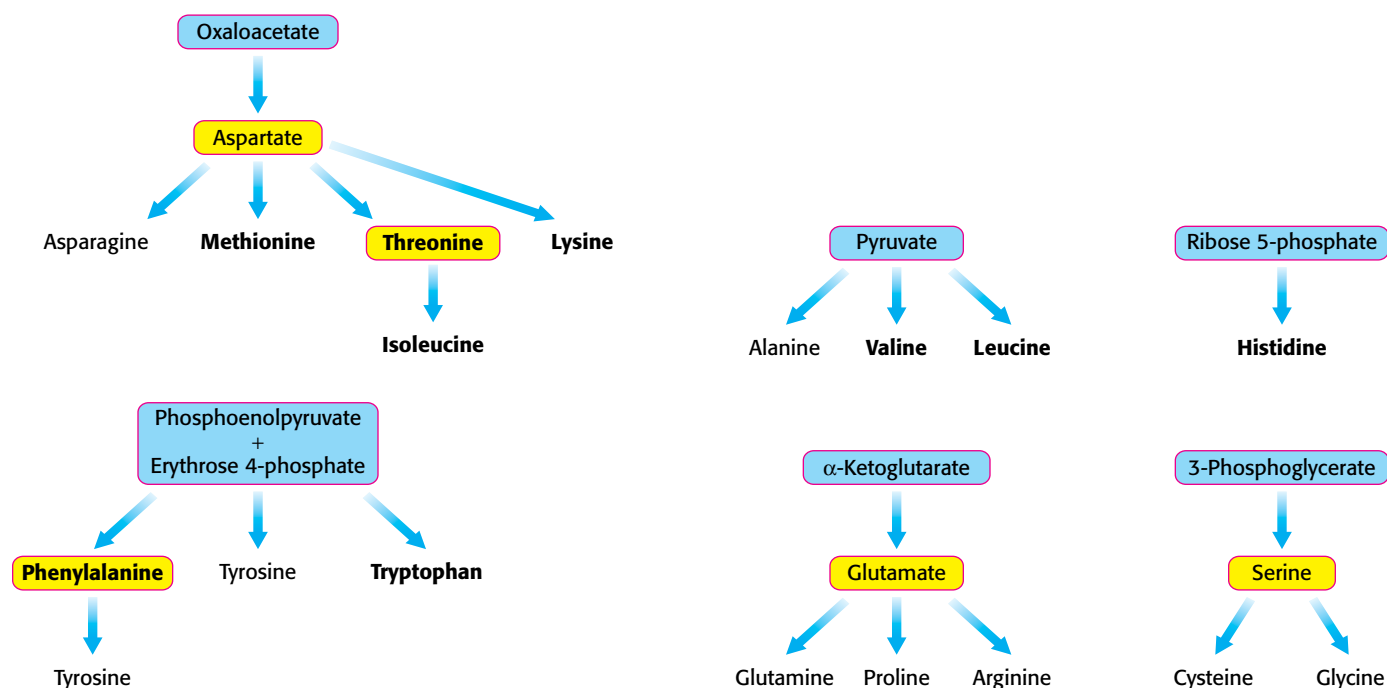 Oxaloacetate
Aspartate
Asparagine
Methionine
Threonine
Lysine
Isoleucine
Pyruvate
Alanine
Valine
Leucine
Ribose 5-phosphate
Histidine
Phosphoenolpyruvate
+
Erythrose 4-phosphate
Phenylalanine
Tyrosine
Tryptophan
Tyrosine
α-Ketoglutarate
Glutamate
Glutamine
Proline
Arginine
3-Phosphoglycerate
Serine
Cysteine
Glycine